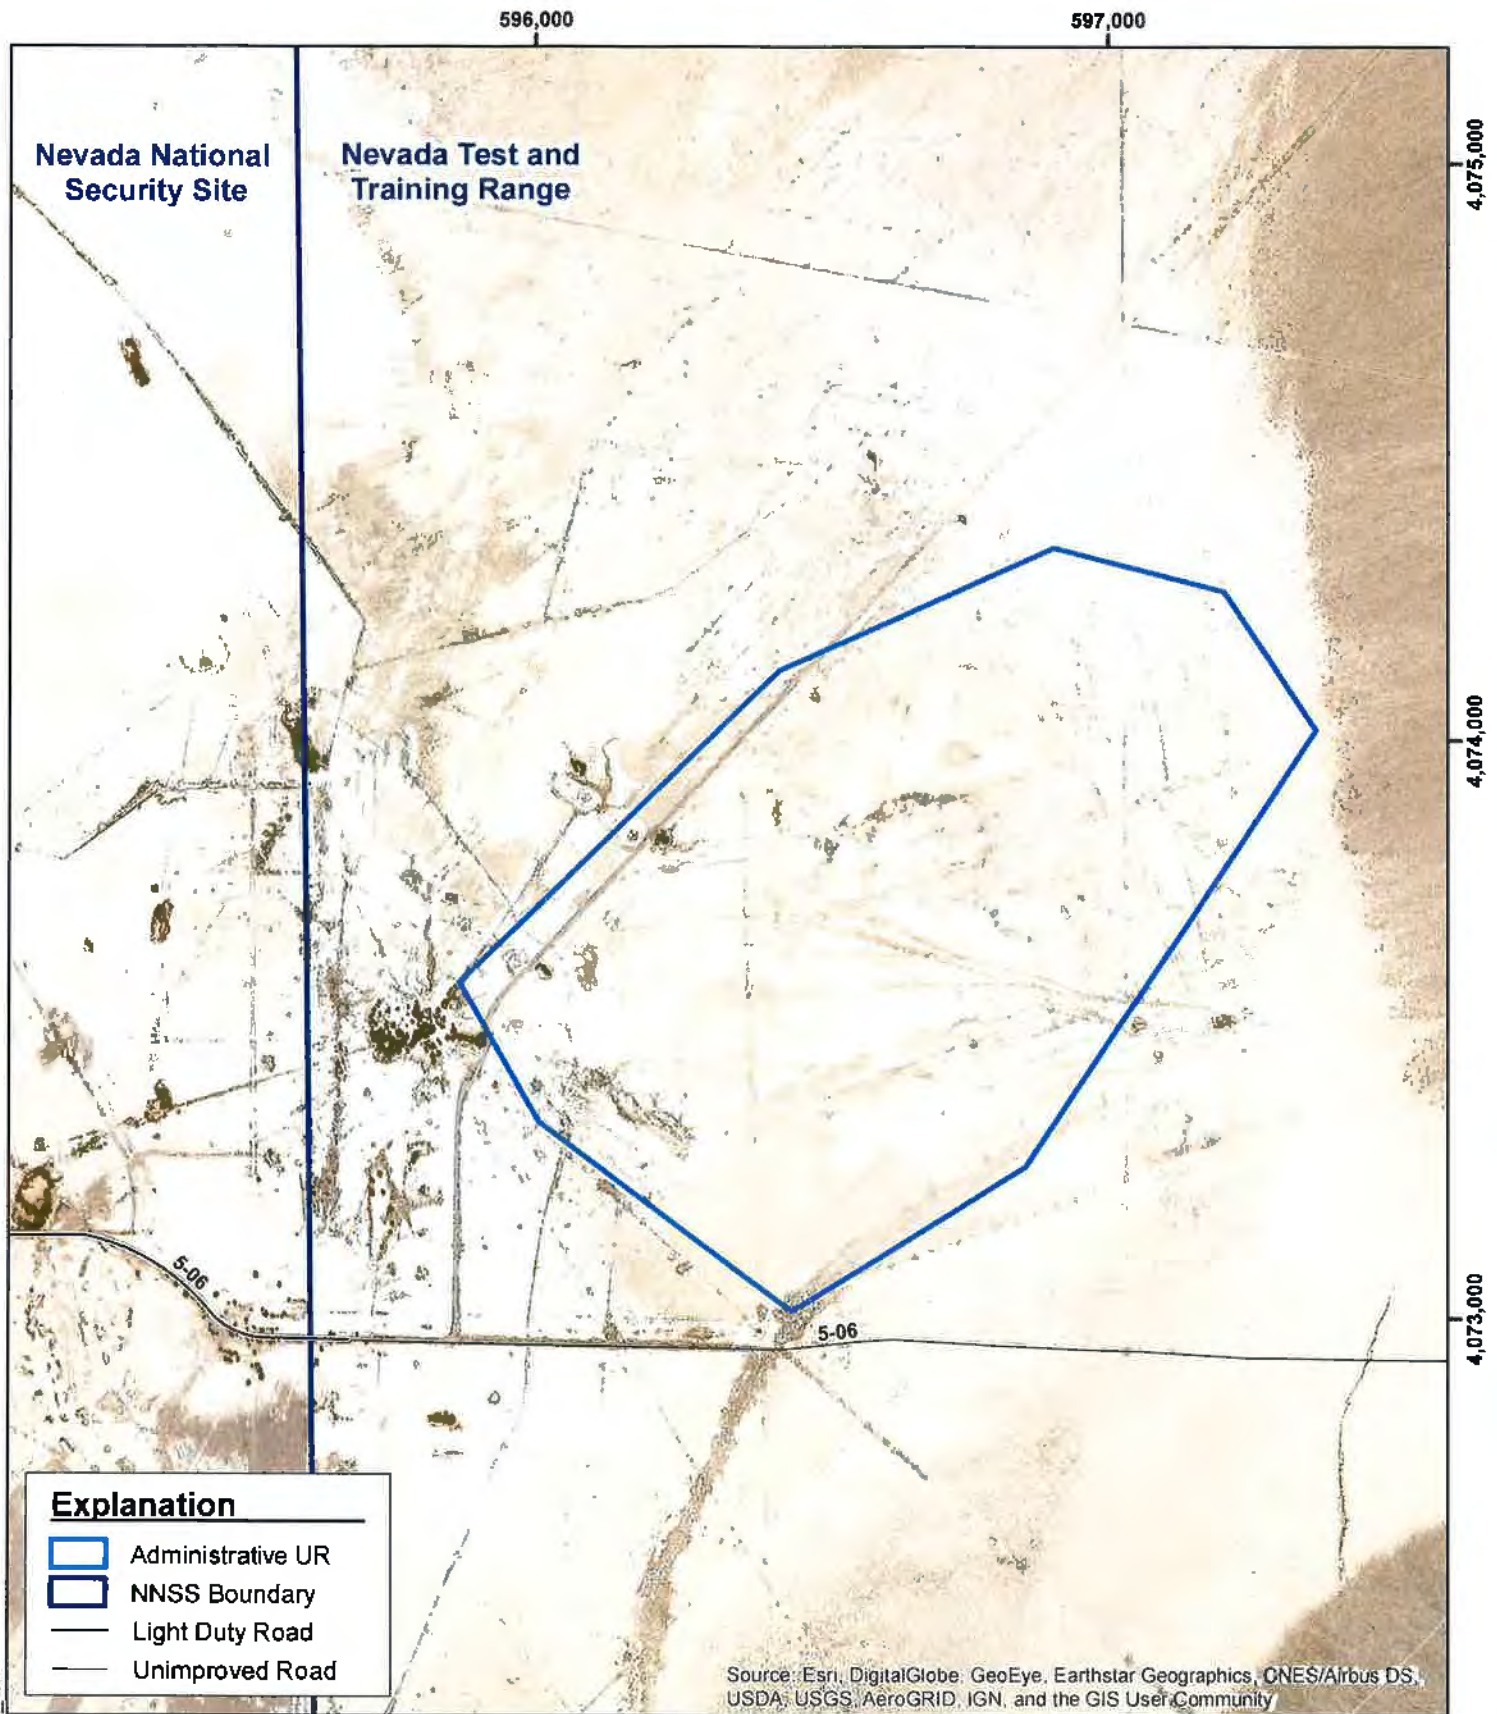 596,000
597,000
4,075,000
Nevada National
Security Site
Nevada Test and
Training Range
4,074,000
4,073,000
5-06
5-06
Explanation
Administrative UR
NNSS Boundary
Light Duty Road
Unimproved Road
Source: Esri, DigitalGlobe, GeoEye, Earthstar Geographics, CNES/Airbus DS,
USDA, USGS, AeroGRID, IGN, and the GIS User Community